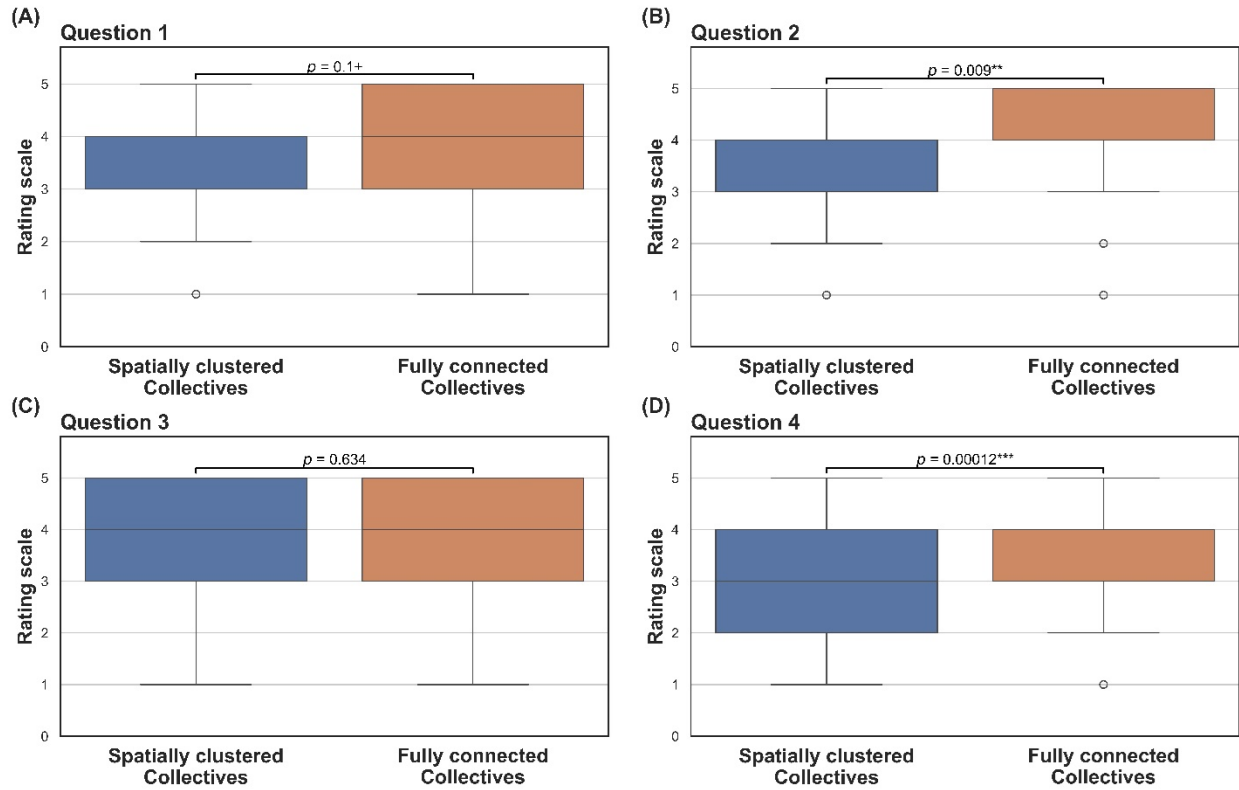 (A)
Question 1
p = 0.1+
Rating scale
5
4
3
2
1
0
Spatially clustered
Collectives
Fully connected
Collectives
(B)
Question 2
p = 0.009**
Rating scale
5
4
3
2
1
0
Spatially clustered
Collectives
Fully connected
Collectives
(C)
Question 3
p = 0.634
Rating scale
5
4
3
2
1
0
Spatially clustered
Collectives
Fully connected
Collectives
(D)
Question 4
p = 0.00012***
Rating scale
5
4
3
2
1
0
Spatially clustered
Collectives
Fully connected
Collectives